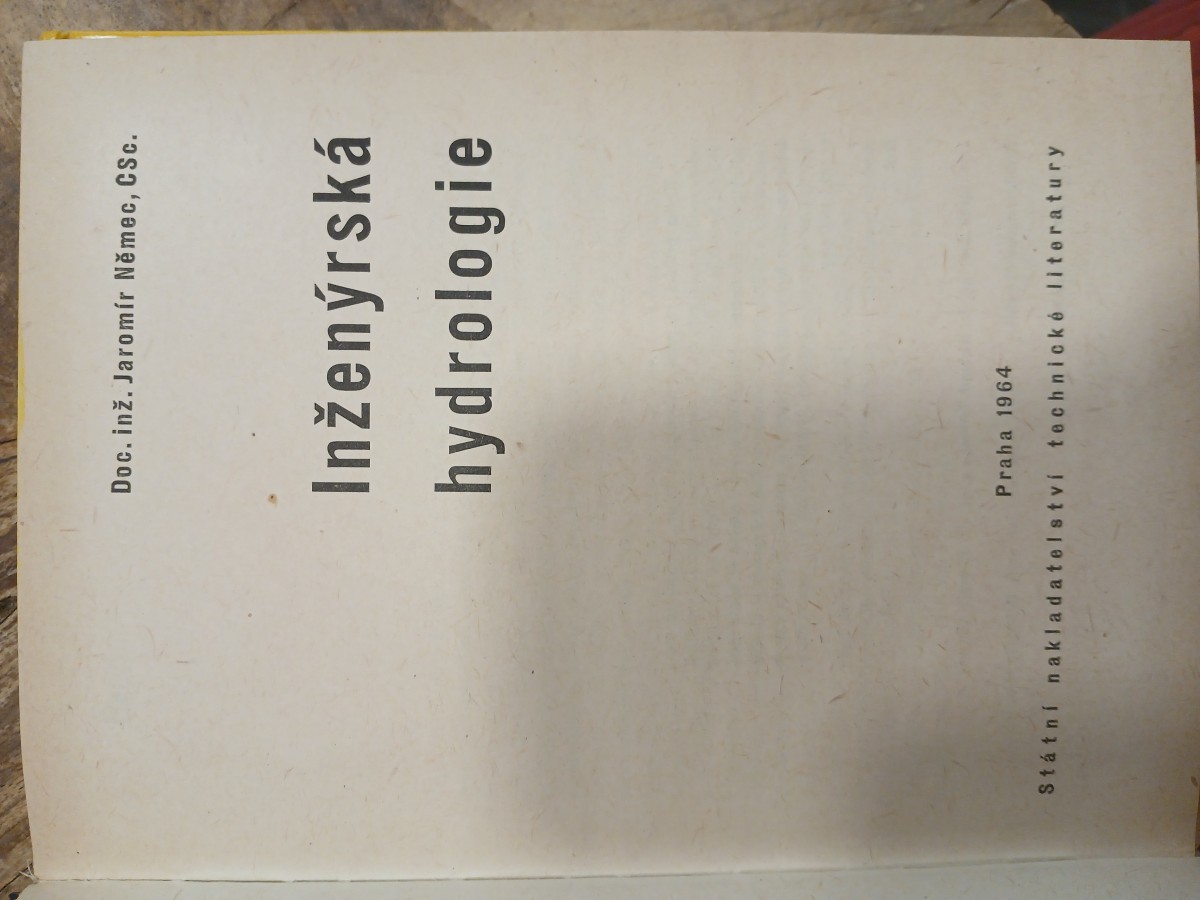 Doc. inž. Jaromír Němec, CSc.
Inženýrská
hydrologie
Praha 1964
Státní nakladatelství technické literatury